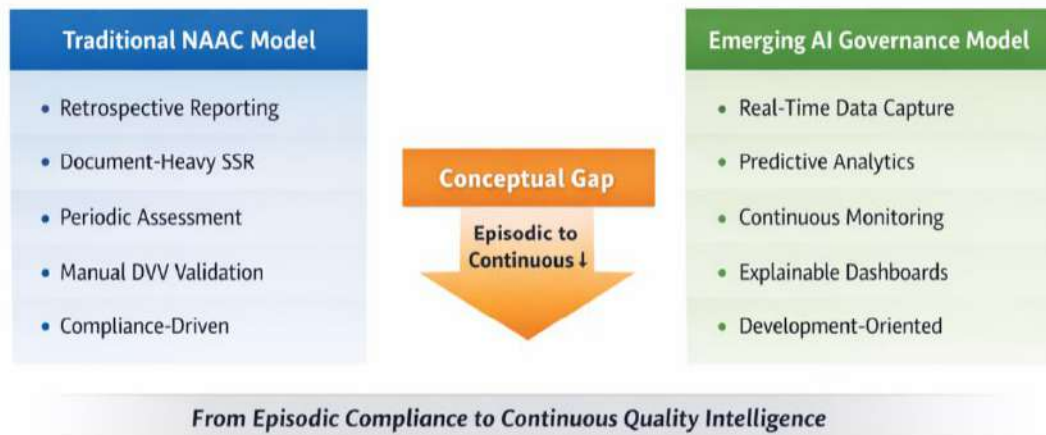 Traditional NAAC Model
• Retrospective Reporting
• Document-Heavy SSR
• Periodic Assessment
• Manual DVV Validation
• Compliance-Driven
Conceptual Gap
Episodic to
Continuous ↓
Emerging AI Governance Model
• Real-Time Data Capture
• Predictive Analytics
• Continuous Monitoring
• Explainable Dashboards
• Development-Oriented
From Episodic Compliance to Continuous Quality Intelligence